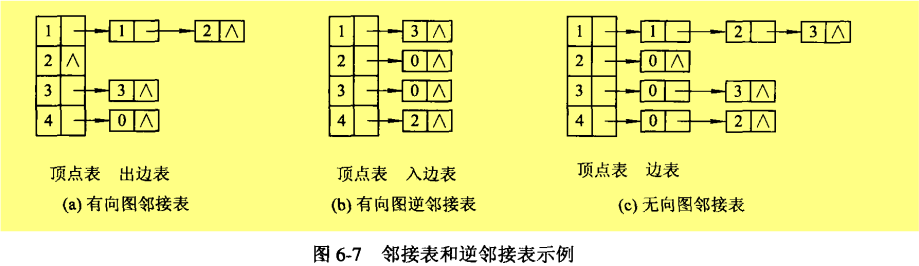 1 1 2 ∧ 1 3 ∧ 1 1 2 3 ∧
2 ∧ 2 0 ∧ 2 0 ∧
3 3 ∧ 3 0 ∧ 3 0 3 ∧
4 0 ∧ 4 2 ∧ 4 0 2 ∧
顶点表 出边表 顶点表 入边表 顶点表 边表
(a) 有向图邻接表 (b) 有向图逆邻接表 (c) 无向图邻接表
图 6-7 邻接表和逆邻接表示例